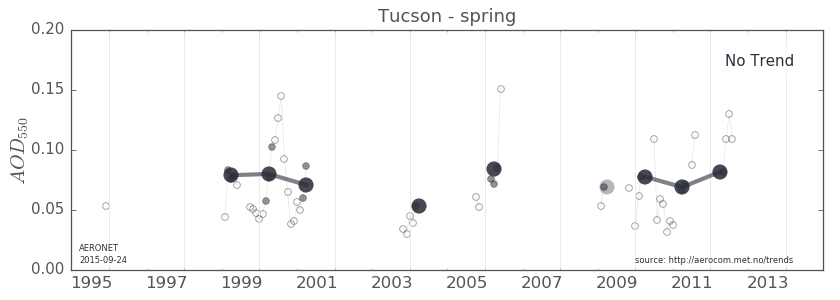 Tucson - spring
0.20
No Trend
0.15
AOD550
0.10
0.05
AERONET
2015-09-24
source: http://aerocom.met.no/trends
0.00
1995 1997 1999 2001 2003 2005 2007 2009 2011 2013